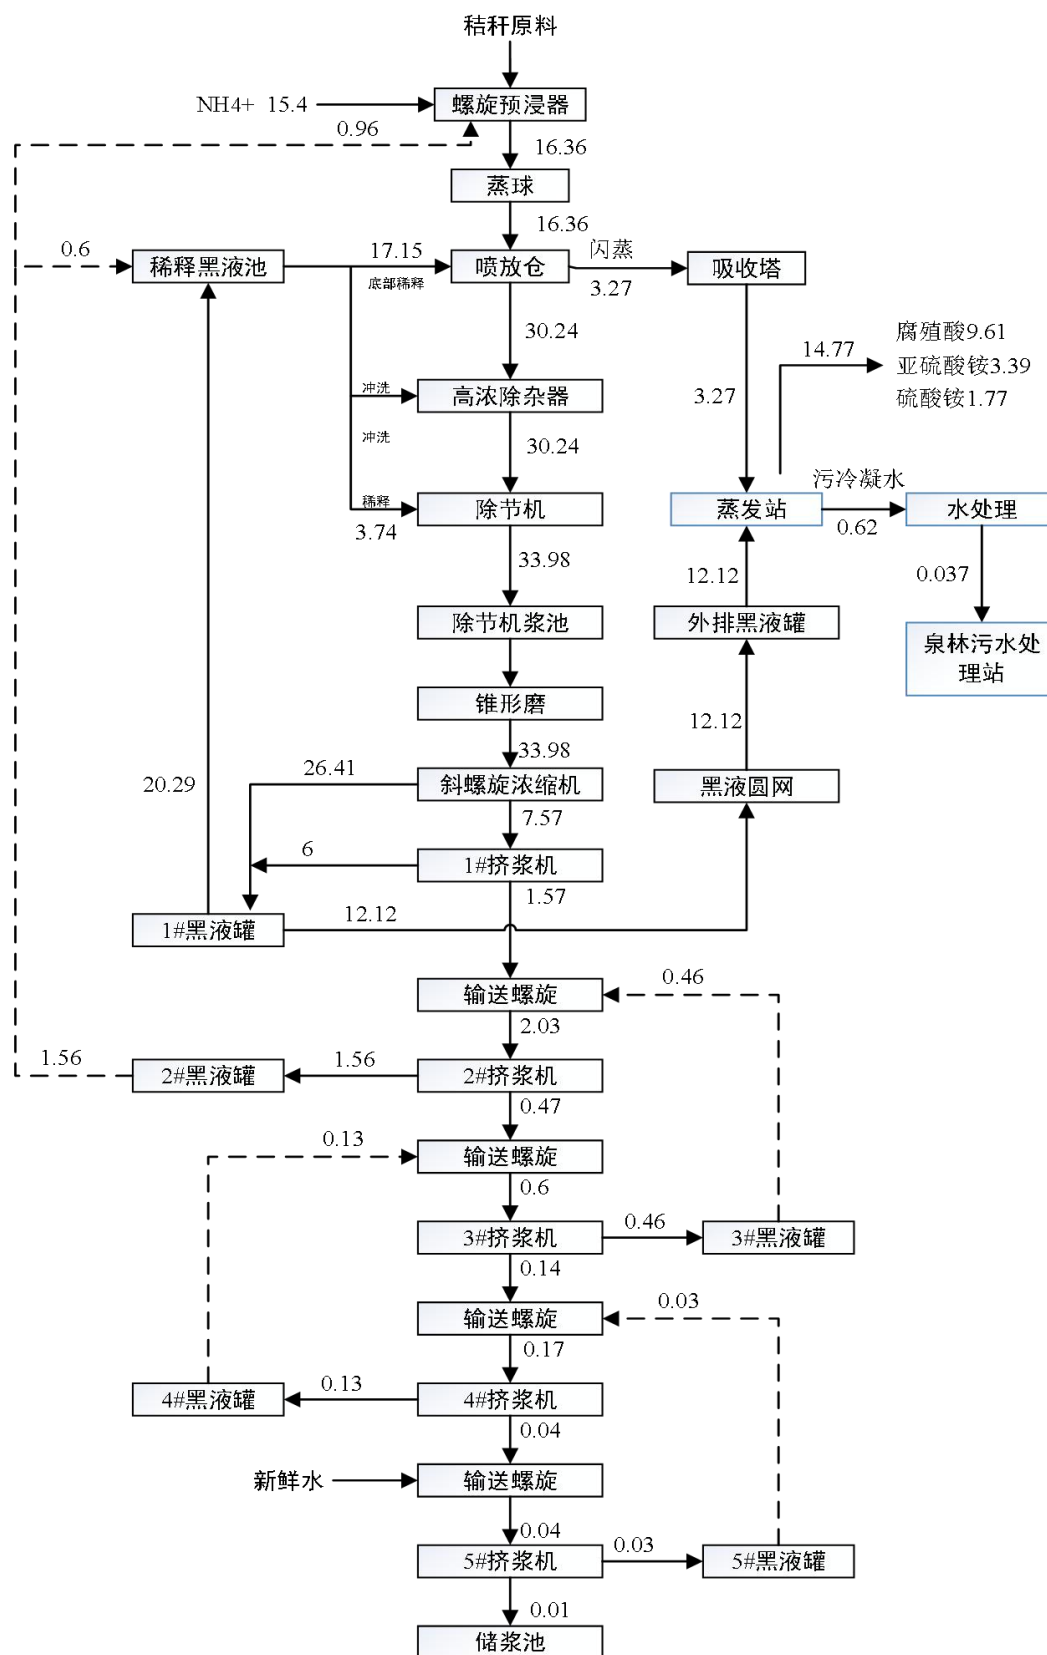 秸秆原料
NH4+ 15.4
螺旋预浸器
0.96
16.36
蒸球
16.36
0.6
稀释黑液池
17.15
底部稀释
喷放仓
闪蒸
3.27
吸收塔
30.24
14.77
腐殖酸9.61
亚硫酸铵3.39
硫酸铵1.77
冲洗
高浓除杂器
3.27
冲洗
30.24
稀释
3.74
除节机
蒸发站
污冷凝水
0.62
水处理
33.98
12.12
0.037
除节机浆池
外排黑液罐
泉林污水处
理站
锥形磨
12.12
33.98
20.29
26.41
斜螺旋浓缩机
黑液圆网
7.57
6
1#挤浆机
1.57
1#黑液罐
12.12
输送螺旋
0.46
2.03
1.56
2#黑液罐
1.56
2#挤浆机
0.47
0.13
输送螺旋
0.6
3#挤浆机
0.46
3#黑液罐
0.14
输送螺旋
0.03
0.17
4#黑液罐
0.13
4#挤浆机
0.04
新鲜水
输送螺旋
0.04
5#挤浆机
0.03
5#黑液罐
0.01
储浆池